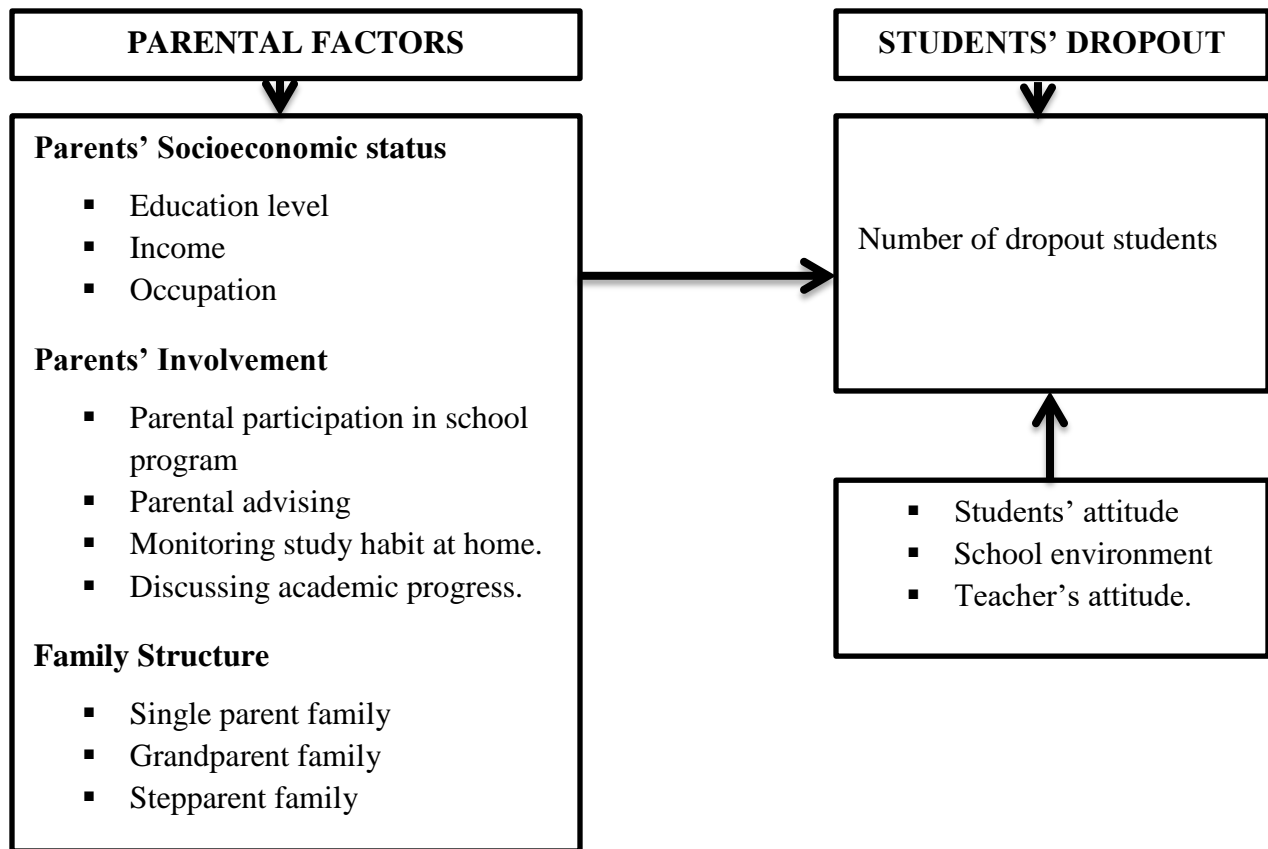 PARENTAL FACTORS
Parents’ Socioeconomic status
▪ Education level
▪ Income
▪ Occupation
Parents’ Involvement
▪ Parental participation in school
program
▪ Parental advising
▪ Monitoring study habit at home.
▪ Discussing academic progress.
Family Structure
▪ Single parent family
▪ Grandparent family
▪ Stepparent family
STUDENTS’ DROPOUT
Number of dropout students
▪ Students’ attitude
▪ School environment
▪ Teacher’s attitude.